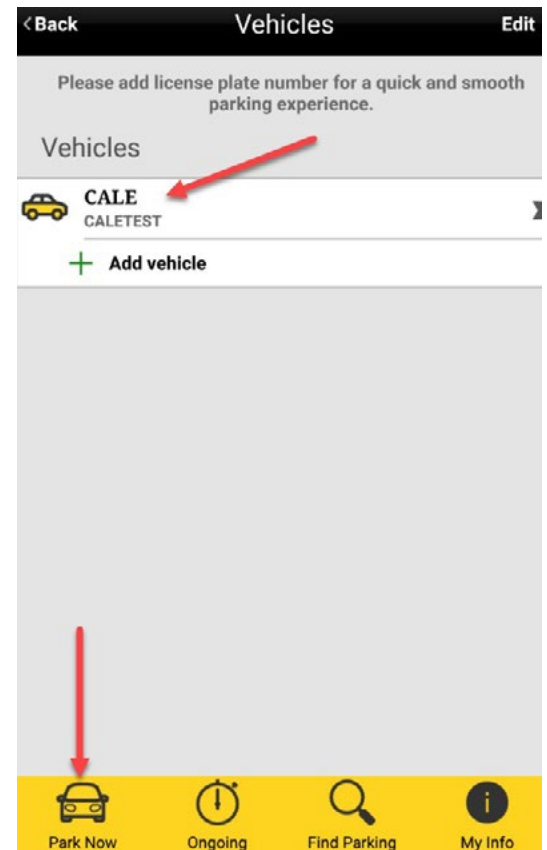 <Back Vehicles Edit
Please add license plate number for a quick and smooth
parking experience.
Vehicles
CALE
CALETEST
+ Add vehicle
Park Now Ongoing Find Parking My Info